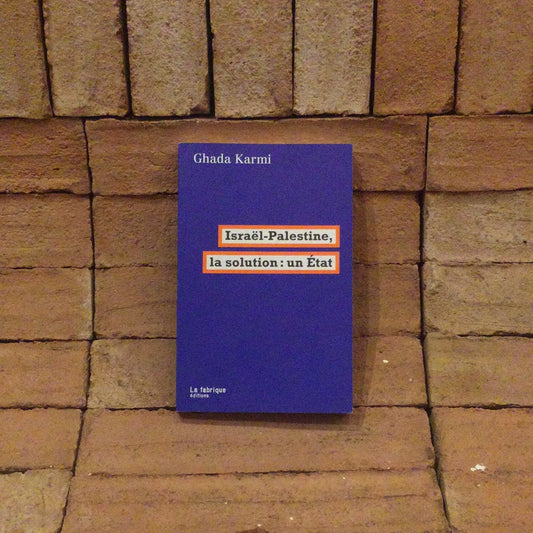 Ghada Karmi
Israël-Palestine,
la solution : un État
La fabrique
éditions